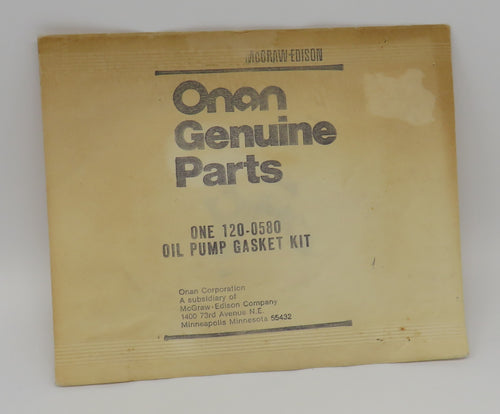 McGRAW-EDISON
Onan
Genuine
Parts
ONE 120-0580
OIL PUMP GASKET KIT
Onan Corporation
A subsidiary of
McGraw-Edison Company
1400 73rd Avenue N.E.
Minneapolis Minnesota 55432